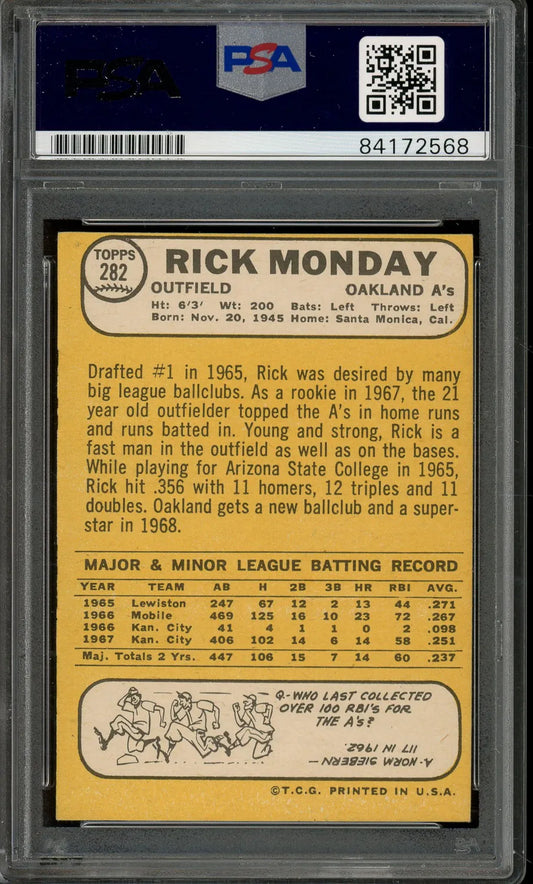 PSA
PSA
84172568
TOPPS
282
RICK MONDAY
OUTFIELD OAKLAND A's
Ht: 6'3' Wt: 200 Bats: Left Throws: Left
Born: Nov. 20, 1945 Home: Santa Monica, Cal.
Drafted #1 in 1965, Rick was desired by many
big league ballclubs. As a rookie in 1967, the 21
year old outfielder topped the A's in home runs
and runs batted in. Young and strong, Rick is a
fast man in the outfield as well as on the bases.
While playing for Arizona State College in 1965,
Rick hit .356 with 11 homers, 12 triples and 11
doubles. Oakland gets a new ballclub and a super-
star in 1968.
MAJOR & MINOR LEAGUE BATTING RECORD
YEAR TEAM AB H 2B 3B HR RBI AVG.
1965 Lewiston 247 67 12 2 13 44 .271
1966 Mobile 469 125 16 10 23 72 .267
1966 Kan. City 41 4 1 1 0 2 .098
1967 Kan. City 406 102 14 6 14 58 .251
Maj. Totals 2 Yrs. 447 106 15 7 14 60 .237
Q-WHO LAST COLLECTED
OVER 100 RBI'S FOR
THE A'S?
A. NORM SIEBERN —
117 IN 1962.
©T.C.G. PRINTED IN U.S.A.